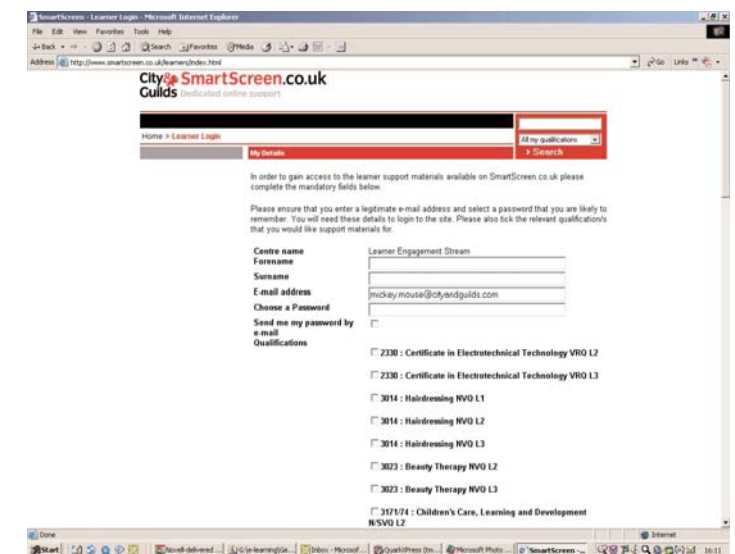 SmartScreen - Learner Login - Microsoft Internet Explorer
File Edit View Favorites Tools Help
Back Search Favorites Media
Address http://www.smartscreen.co.uk/learners/index.html Go Links
City& Guilds SmartScreen.co.uk
Dedicated online support
Home > Learner Login
All my qualifications
> Search
My Details
In order to gain access to the learner support materials available on SmartScreen.co.uk please
complete the mandatory fields below.
Please ensure that you enter a legitimate e-mail address and select a password that you are likely to
remember. You will need these details to login to the site. Please also tick the relevant qualification/s
that you would like support materials for.
Centre name Learner Engagement Stream
Forename
Surname
E-mail address mickey.mouse@cityandguilds.com
Choose a Password
Send me my password by
e-mail
Qualifications
2330 : Certificate in Electrotechnical Technology VRQ L2
2330 : Certificate in Electrotechnical Technology VRQ L3
3014 : Hairdressing NVQ L1
3014 : Hairdressing NVQ L2
3014 : Hairdressing NVQ L3
3023 : Beauty Therapy NVQ L2
3023 : Beauty Therapy NVQ L3
3171/74 : Children's Care, Learning and Development
N/SVQ L2
Done Internet
Start Novell-delivered ... Inbox - Microsof... QuarkXPress (tm... Microsoft Photo ... SmartScreen -... 16:11